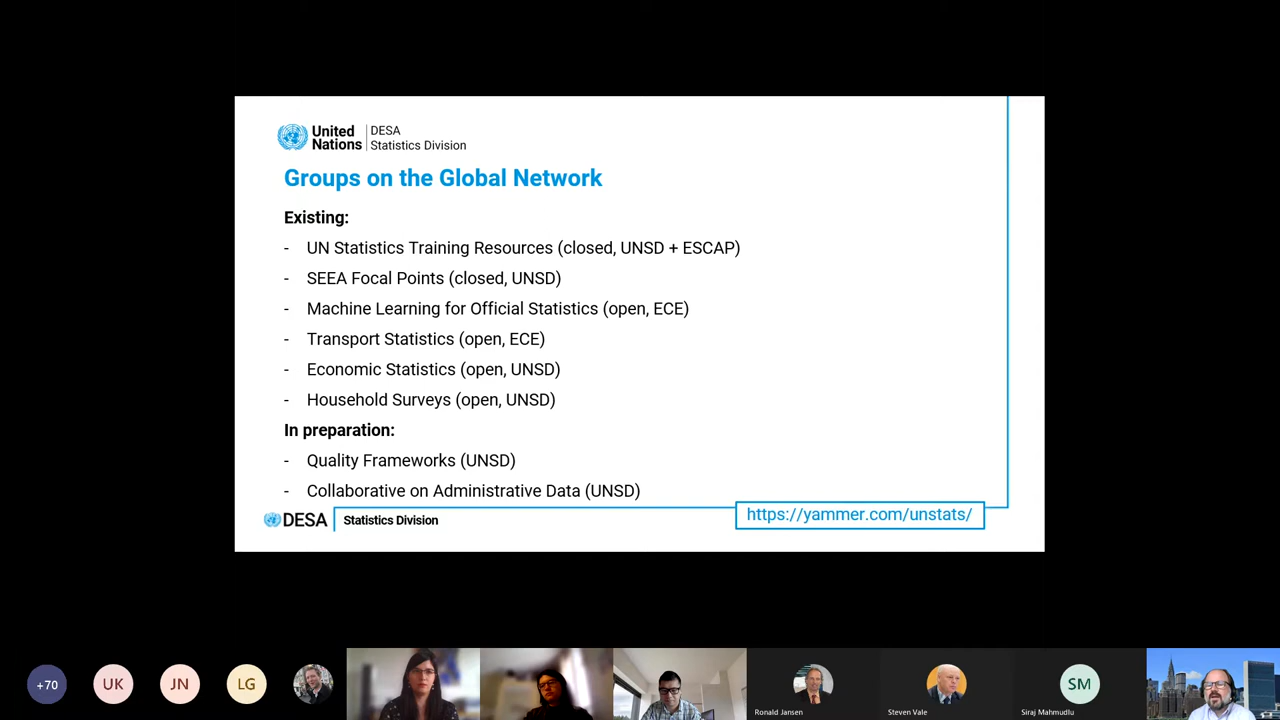 United
Nations
DESA
Statistics Division
Groups on the Global Network
Existing:
- UN Statistics Training Resources (closed, UNSD + ESCAP)
- SEEA Focal Points (closed, UNSD)
- Machine Learning for Official Statistics (open, ECE)
- Transport Statistics (open, ECE)
- Economic Statistics (open, UNSD)
- Household Surveys (open, UNSD)
In preparation:
- Quality Frameworks (UNSD)
- Collaborative on Administrative Data (UNSD)
DESA
Statistics Division
https://yammer.com/unstats/
+70
UK
JN
LG
SM
Ronald Jansen
Steven Vale
Siraj Mahmudlu